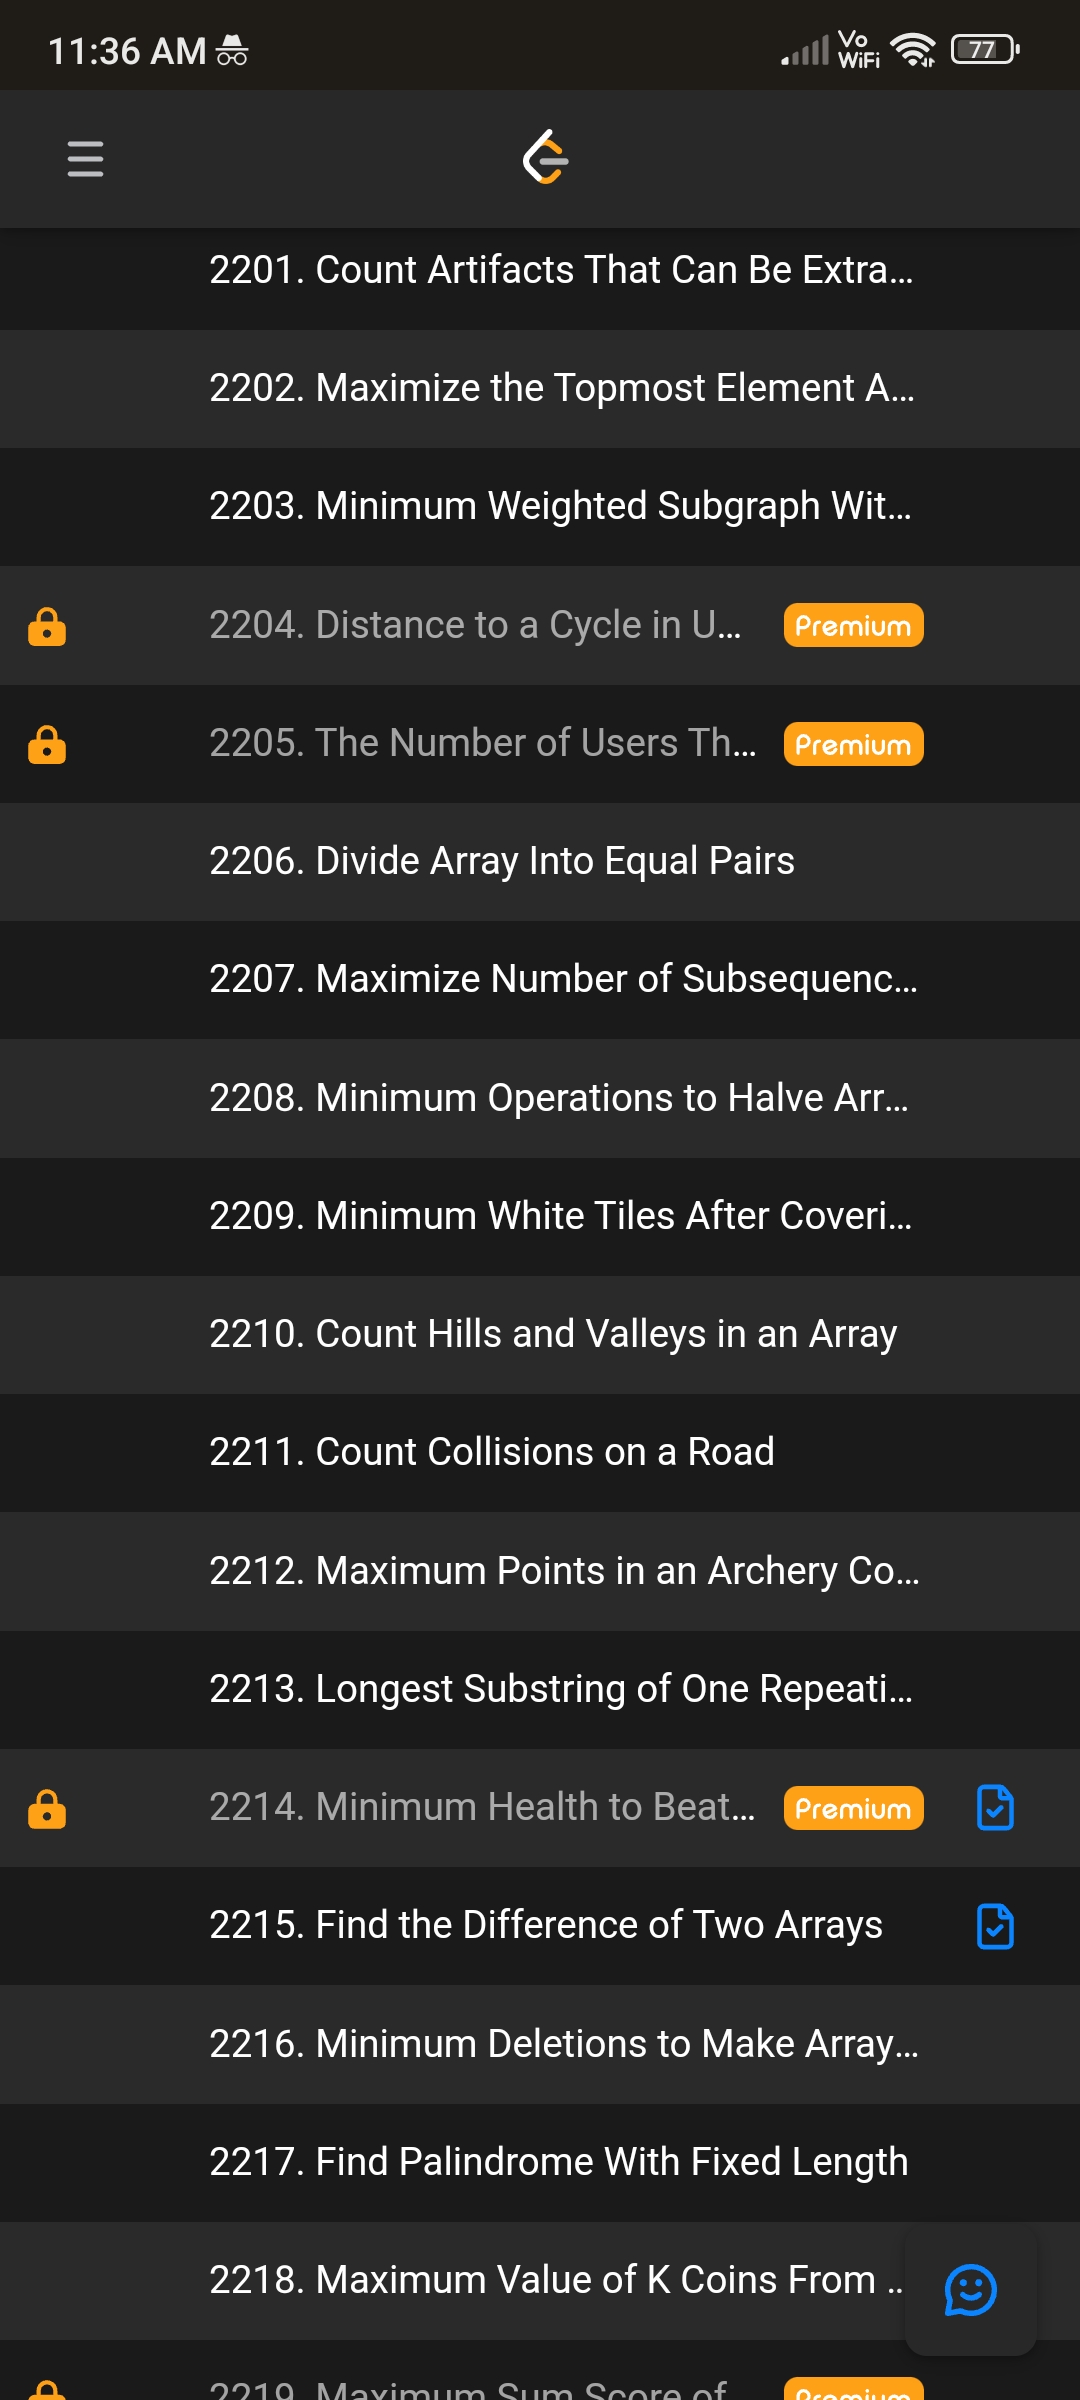 11:36 AM
Vo WiFi
77
2201. Count Artifacts That Can Be Extra...
2202. Maximize the Topmost Element A...
2203. Minimum Weighted Subgraph Wit...
2204. Distance to a Cycle in U... Premium
2205. The Number of Users Th... Premium
2206. Divide Array Into Equal Pairs
2207. Maximize Number of Subsequenc...
2208. Minimum Operations to Halve Arr...
2209. Minimum White Tiles After Coveri...
2210. Count Hills and Valleys in an Array
2211. Count Collisions on a Road
2212. Maximum Points in an Archery Co...
2213. Longest Substring of One Repeati...
2214. Minimum Health to Beat... Premium
2215. Find the Difference of Two Arrays
2216. Minimum Deletions to Make Array...
2217. Find Palindrome With Fixed Length
2218. Maximum Value of K Coins From ..
2219. Maximum Sum Score of Premium